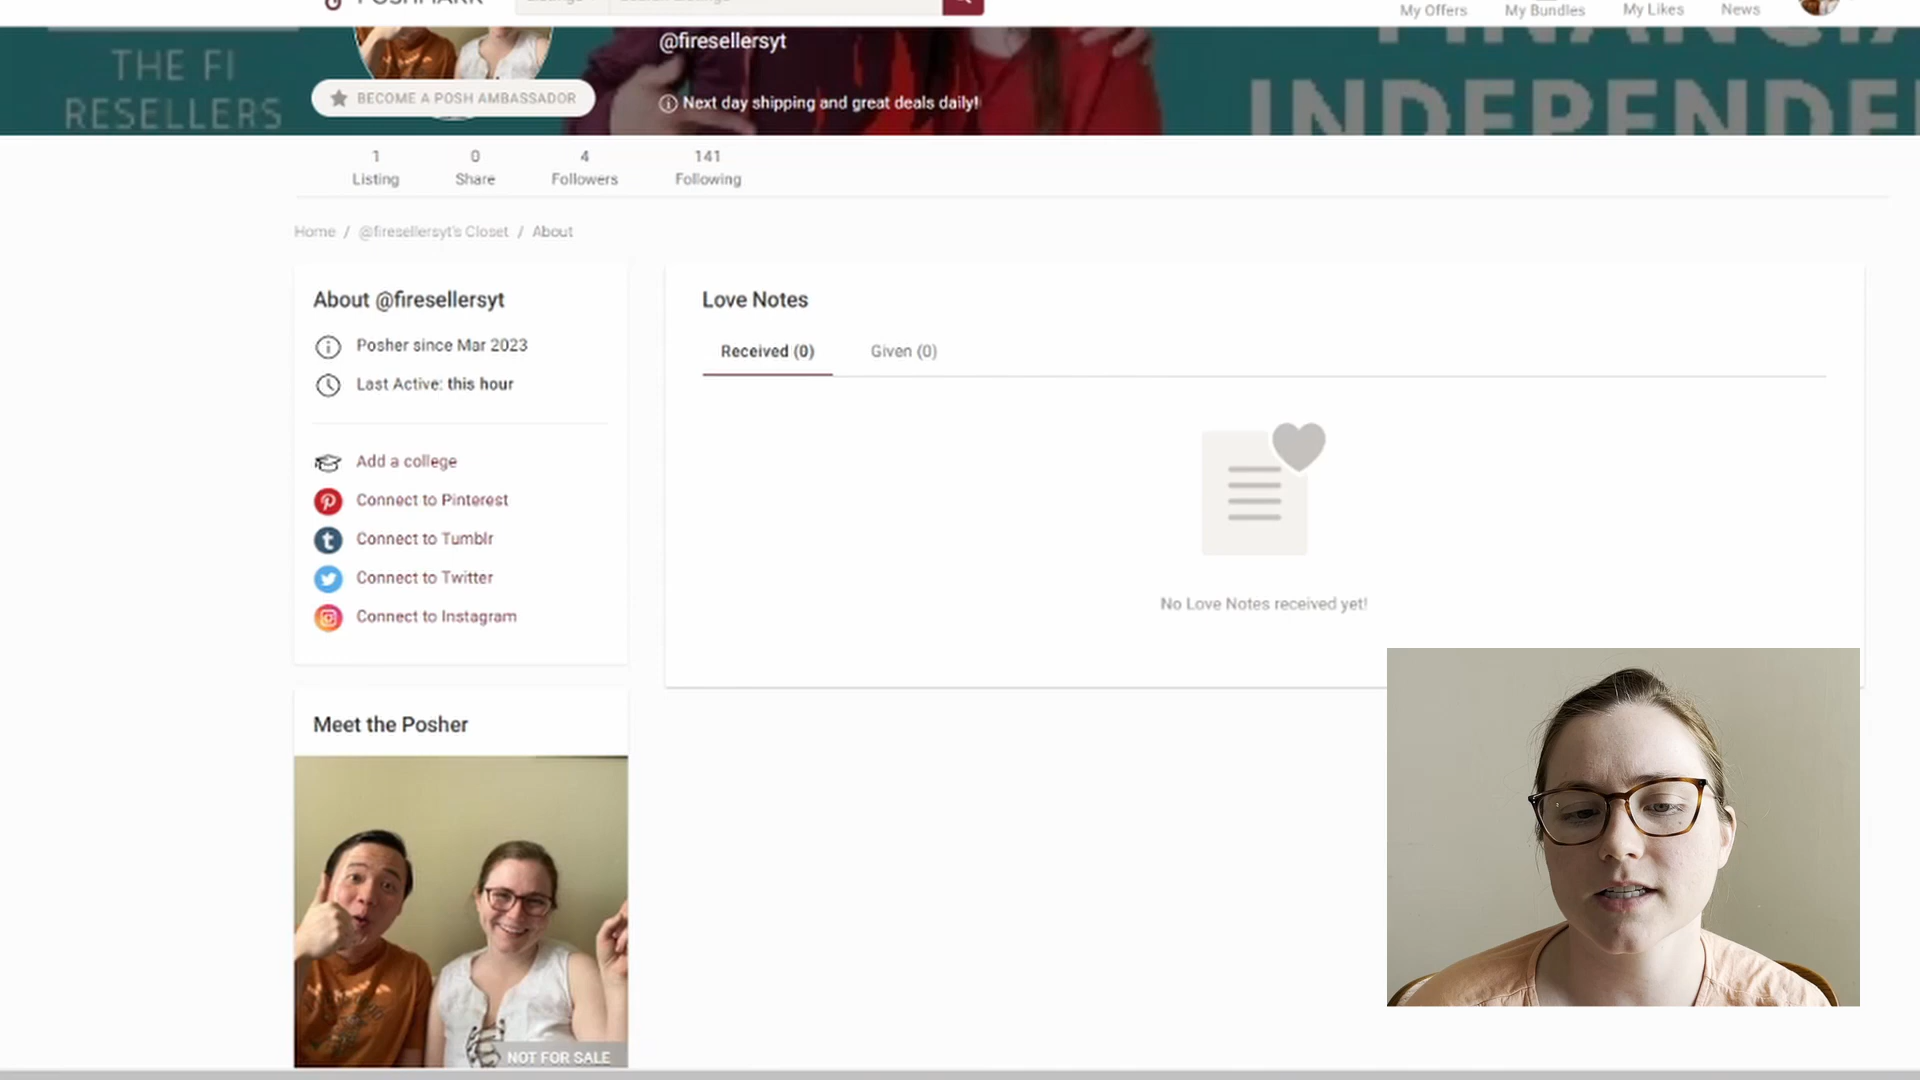 POSHMARK
My Offers
My Bundles
My Likes
News
THE FI
RESELLERS
@firesellersyt
BECOME A POSH AMBASSADOR
Next day shipping and great deals daily!
INDEPENDE
1
Listing
0
Share
4
Followers
141
Following
Home / @firesellersyt's Closet / About
About @firesellersyt
Posher since Mar 2023
Last Active: this hour
Add a college
Connect to Pinterest
Connect to Tumblr
Connect to Twitter
Connect to Instagram
Love Notes
Received (0)
Given (0)
No Love Notes received yet!
Meet the Posher
NOT FOR SALE